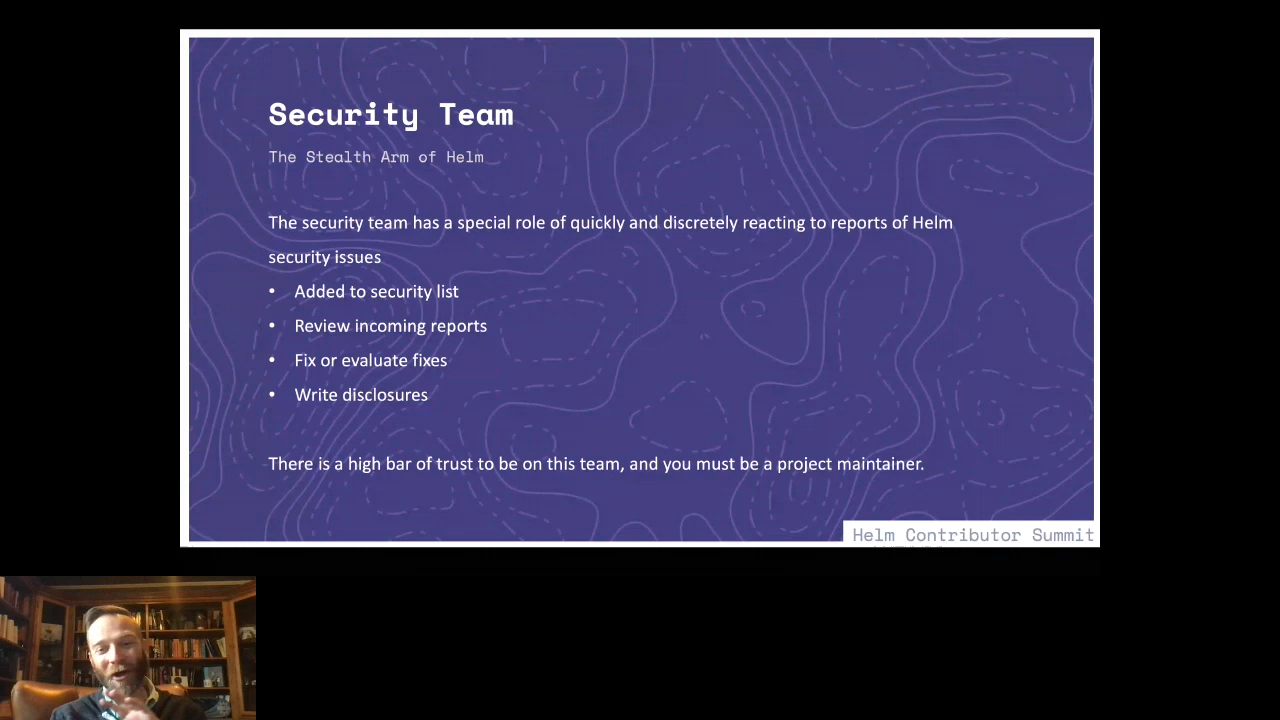 Security Team
The Stealth Arm of Helm
The security team has a special role of quickly and discretely reacting to reports of Helm
security issues
• Added to security list
• Review incoming reports
• Fix or evaluate fixes
• Write disclosures
There is a high bar of trust to be on this team, and you must be a project maintainer.
Helm Contributor Summit